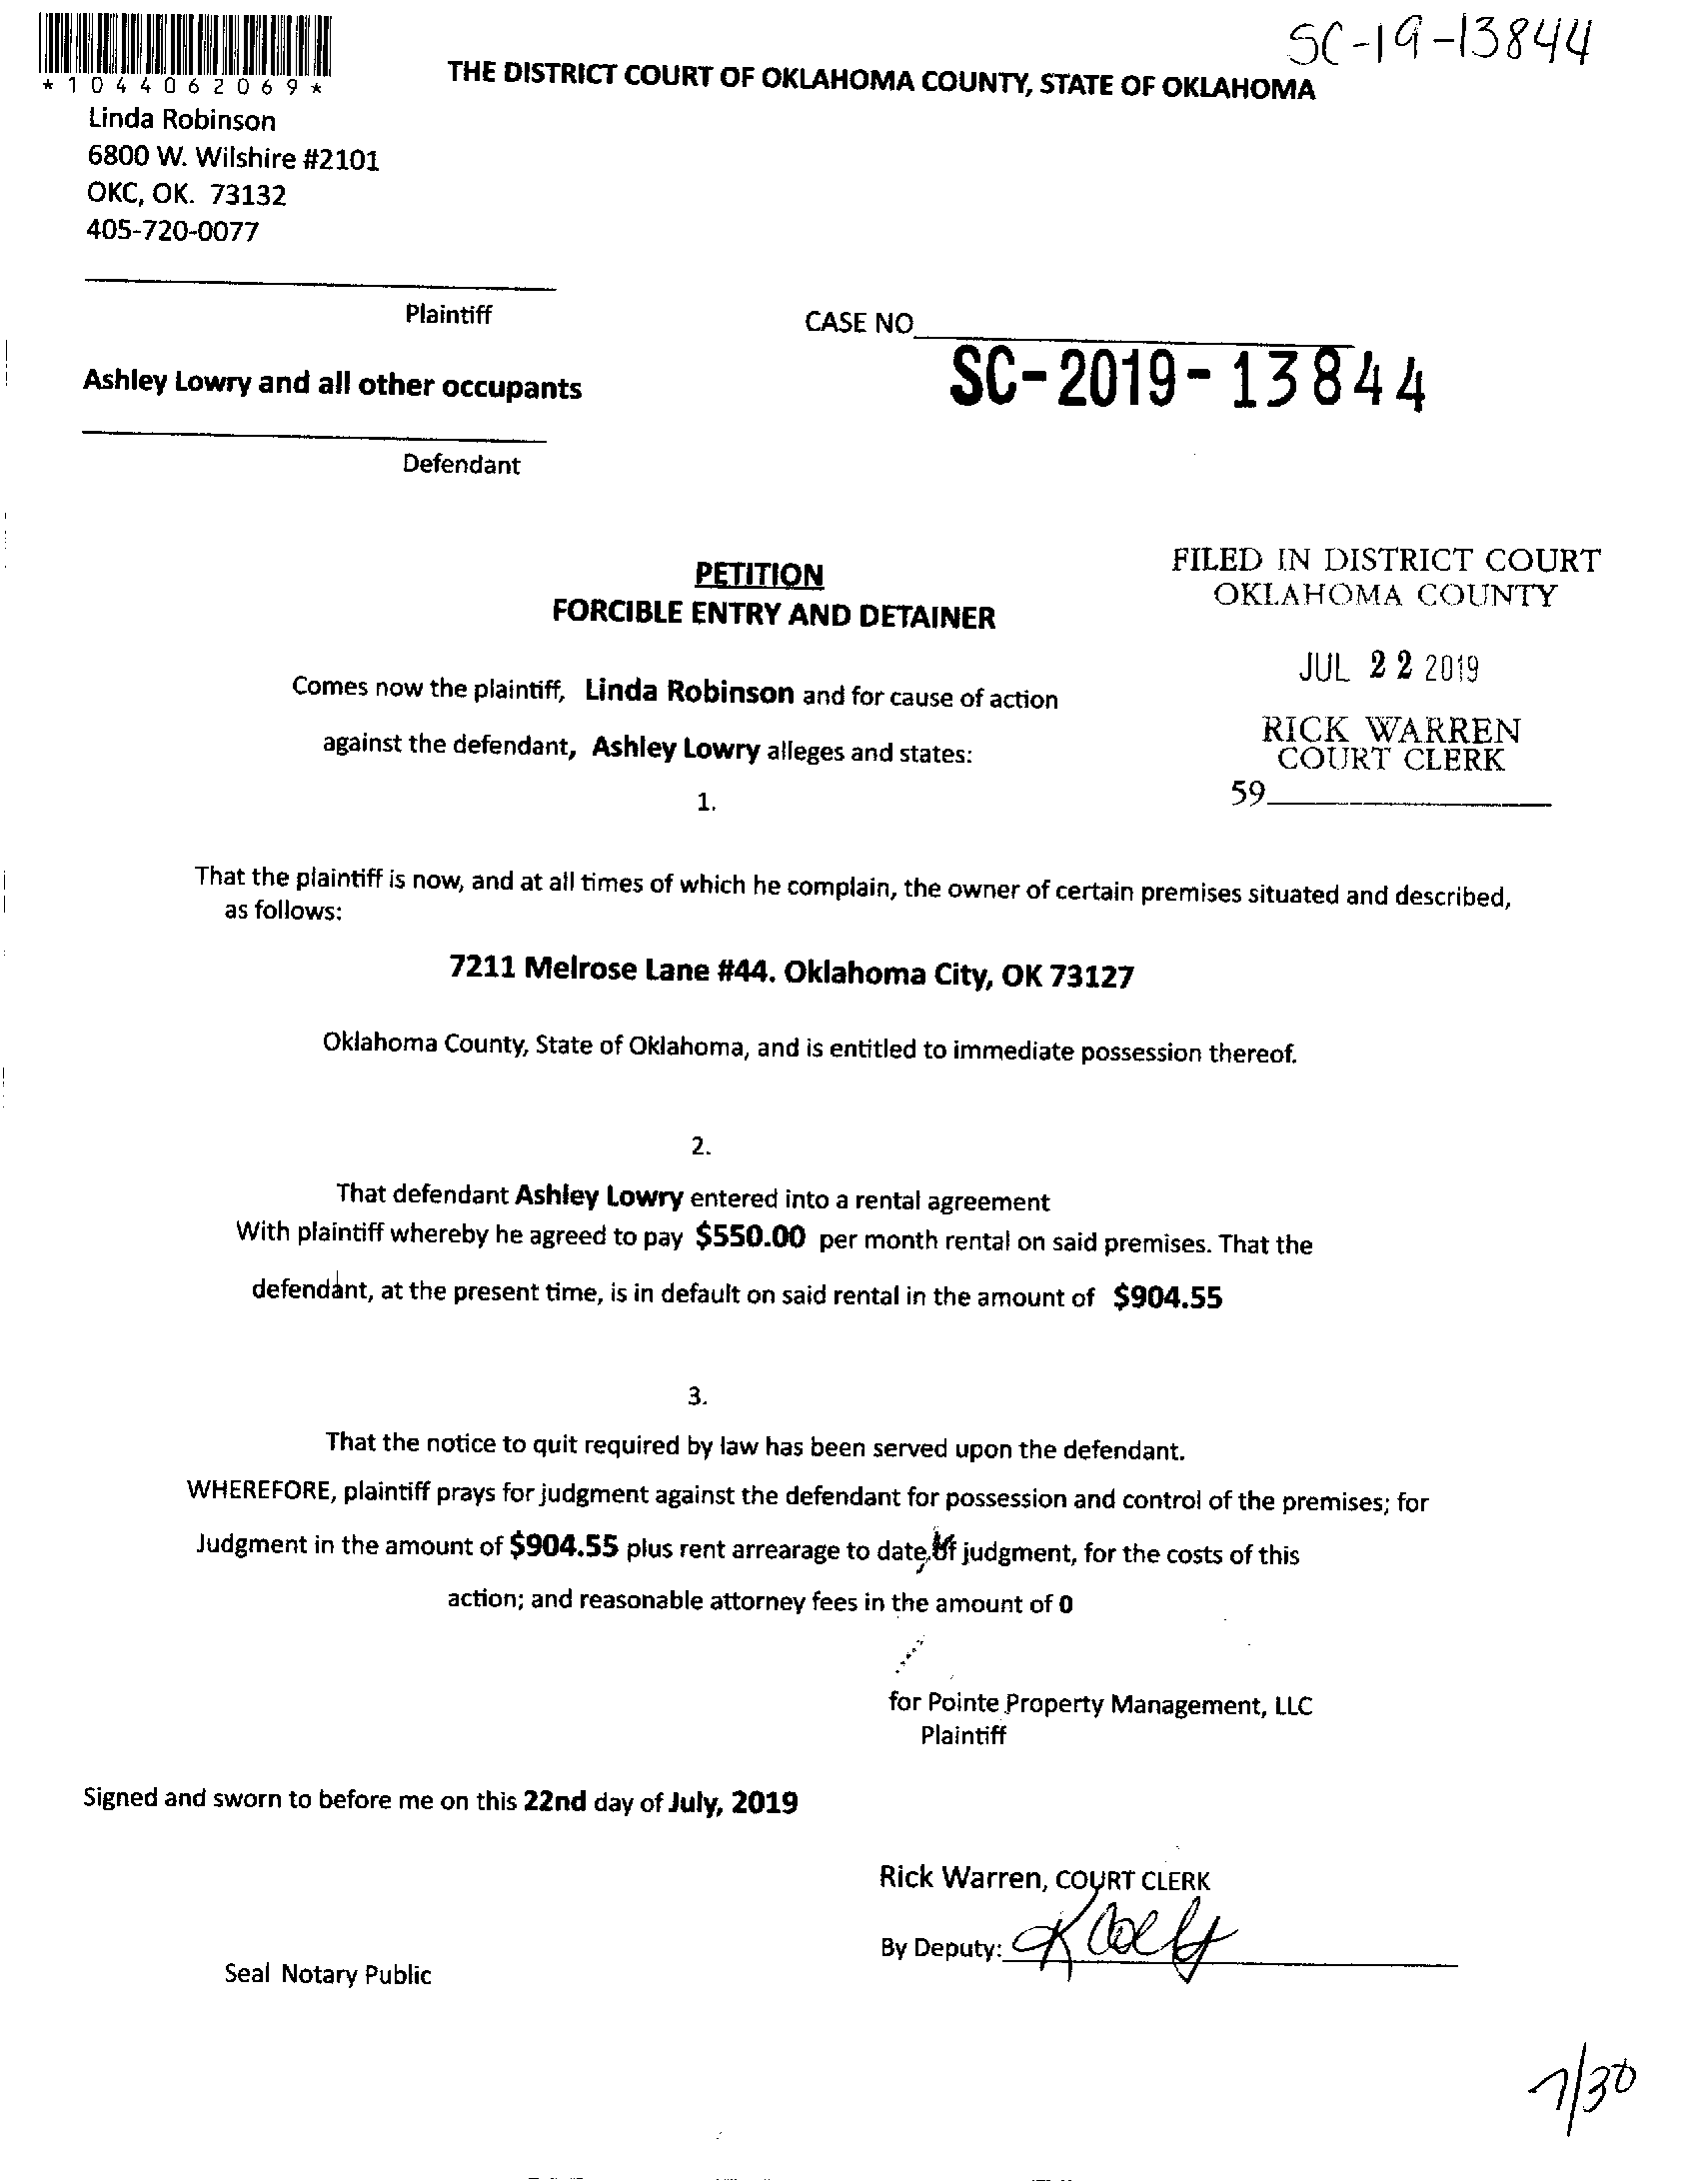 SC-19-13844
*1044062069*
THE DISTRICT COURT OF OKLAHOMA COUNTY, STATE OF OKLAHOMA
Linda Robinson
6800 W. Wilshire #2101
OKC, OK. 73132
405-720-0077
Plaintiff
CASE NO
SC-2019-13844
Ashley Lowry and all other occupants
Defendant
PETITION
FORCIBLE ENTRY AND DETAINER
FILED IN DISTRICT COURT
OKLAHOMA COUNTY
JUL 22 2019
RICK WARREN
COURT CLERK
59
Comes now the plaintiff, Linda Robinson and for cause of action
against the defendant, Ashley Lowry alleges and states:
1.
That the plaintiff is now, and at all times of which he complain, the owner of certain premises situated and described,
as follows:
7211 Melrose Lane #44. Oklahoma City, OK 73127
Oklahoma County, State of Oklahoma, and is entitled to immediate possession thereof.
2.
That defendant Ashley Lowry entered into a rental agreement
With plaintiff whereby he agreed to pay $550.00 per month rental on said premises. That the
defendant, at the present time, is in default on said rental in the amount of $904.55
3.
That the notice to quit required by law has been served upon the defendant.
WHEREFORE, plaintiff prays for judgment against the defendant for possession and control of the premises; for
Judgment in the amount of $904.55 plus rent arrearage to date of judgment, for the costs of this
action; and reasonable attorney fees in the amount of 0
for Pointe Property Management, LLC
Plaintiff
Signed and sworn to before me on this 22nd day of July, 2019
Rick Warren, COURT CLERK
By Deputy:
Seal Notary Public
7/30